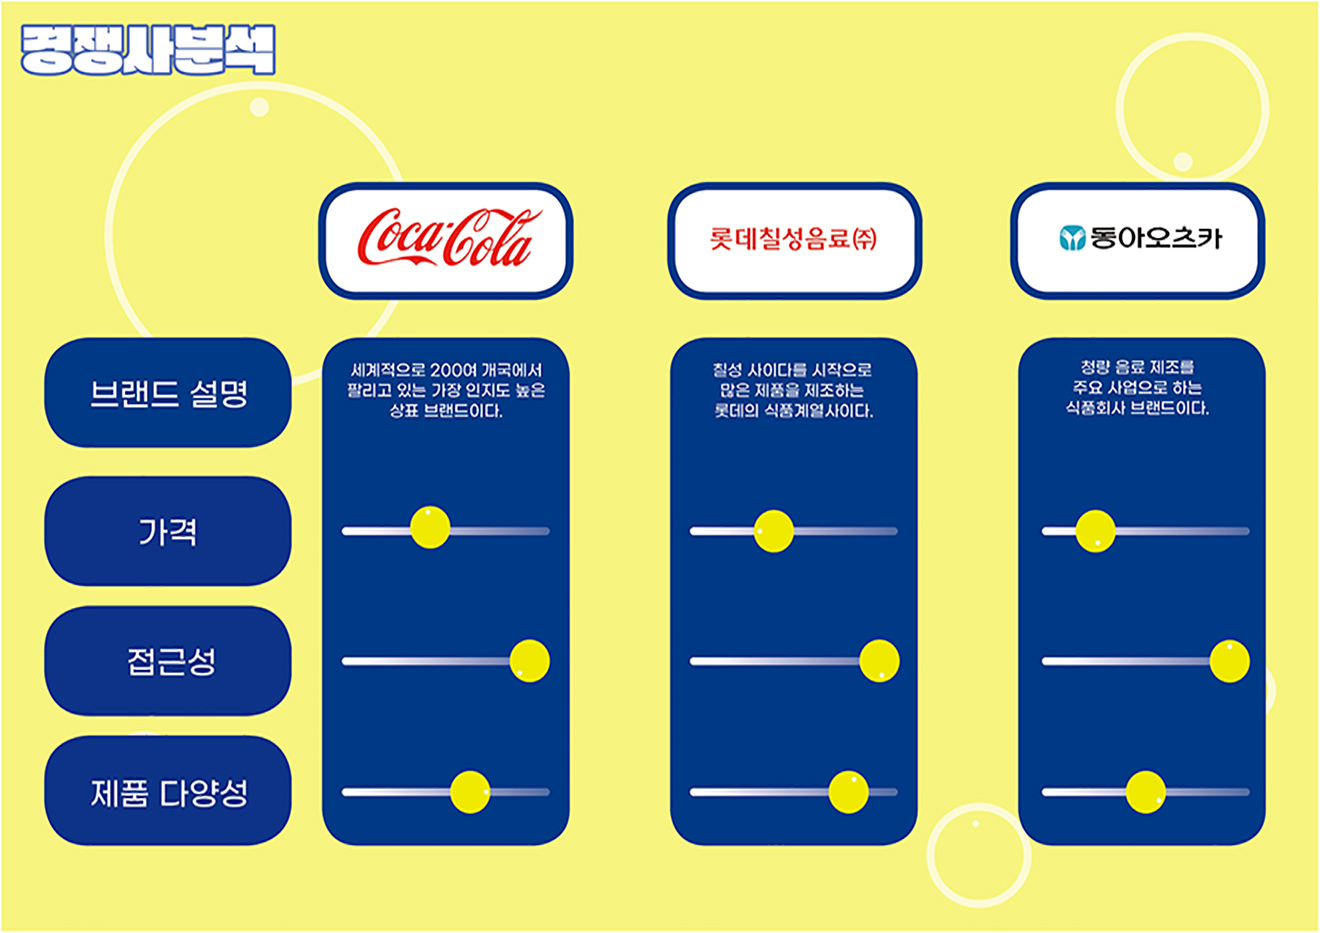 경쟁사분석
Coca-Cola
롯데칠성음료㈜
동아오츠카
브랜드 설명
세계적으로 200여 개국에서
팔리고 있는 가장 인지도 높은
상표 브랜드이다.
칠성 사이다를 시작으로
많은 제품을 제조하는
롯데의 식품계열사이다.
청량 음료 제조를
주요 사업으로 하는
식품회사 브랜드이다.
가격
접근성
제품 다양성